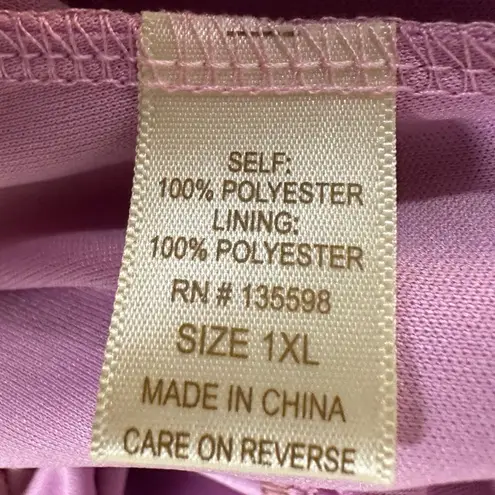 SELF:
100% POLYESTER
LINING:
100% POLYESTER
RN # 135598
SIZE 1XL
MADE IN CHINA
CARE ON REVERSE